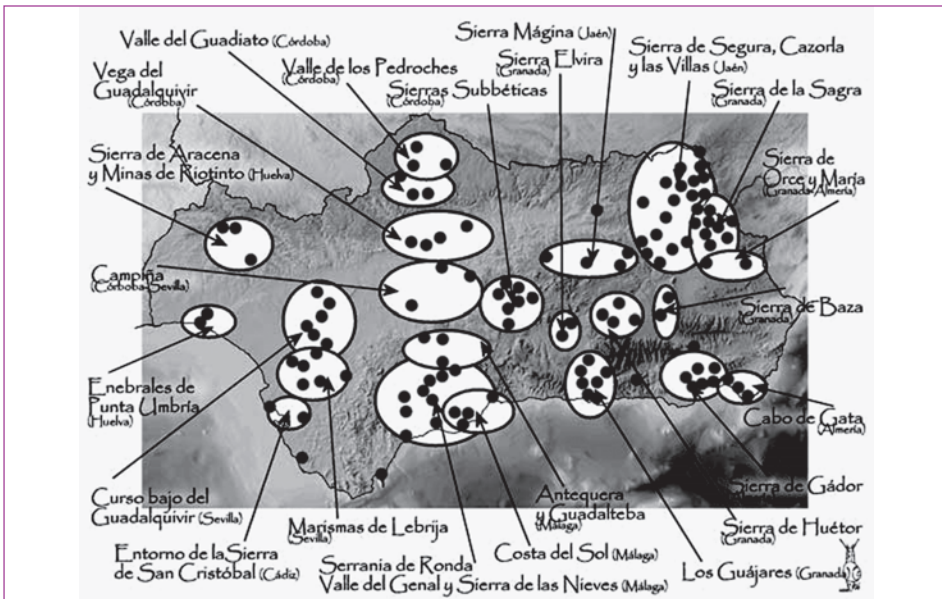 Valle del Guadiato (Córdoba)
Sierra Mágina (Jaén)
Sierra Elvira
(Granada)
Sierra de Segura, Cazorla
y las Villas (Jaén)
Vega del
Guadalquivir
(Córdoba)
Valle de los Pedroches
(Córdoba)
Sierras Subbéticas
(Córdoba)
Sierra de la Sagra
(Granada)
Sierra de Aracena
y Minas de Riotinto (Huelva)
Sierra de
Orce y María
(Granada-Almería)
Campiña
(Córboba-Sevilla)
Sierra de Baza
(Granada)
Enebrales de
Punta Umbría
(Huelva)
Cabo de Gata
(Almería)
Curso bajo del
Guadalquivir (Sevilla)
Marismas de Lebrija
(Sevilla)
Antequera
y Guadalteba
(Málaga)
Sierra de Gádor
Sierra de Huétor
(Granada)
Entorno de la Sierra
de San Cristóbal (Cádiz)
Costa del Sol (Málaga)
Serrania de Ronda
Valle del Genal y Sierra de las Nieves (Málaga)
Los Guájares (Granada)